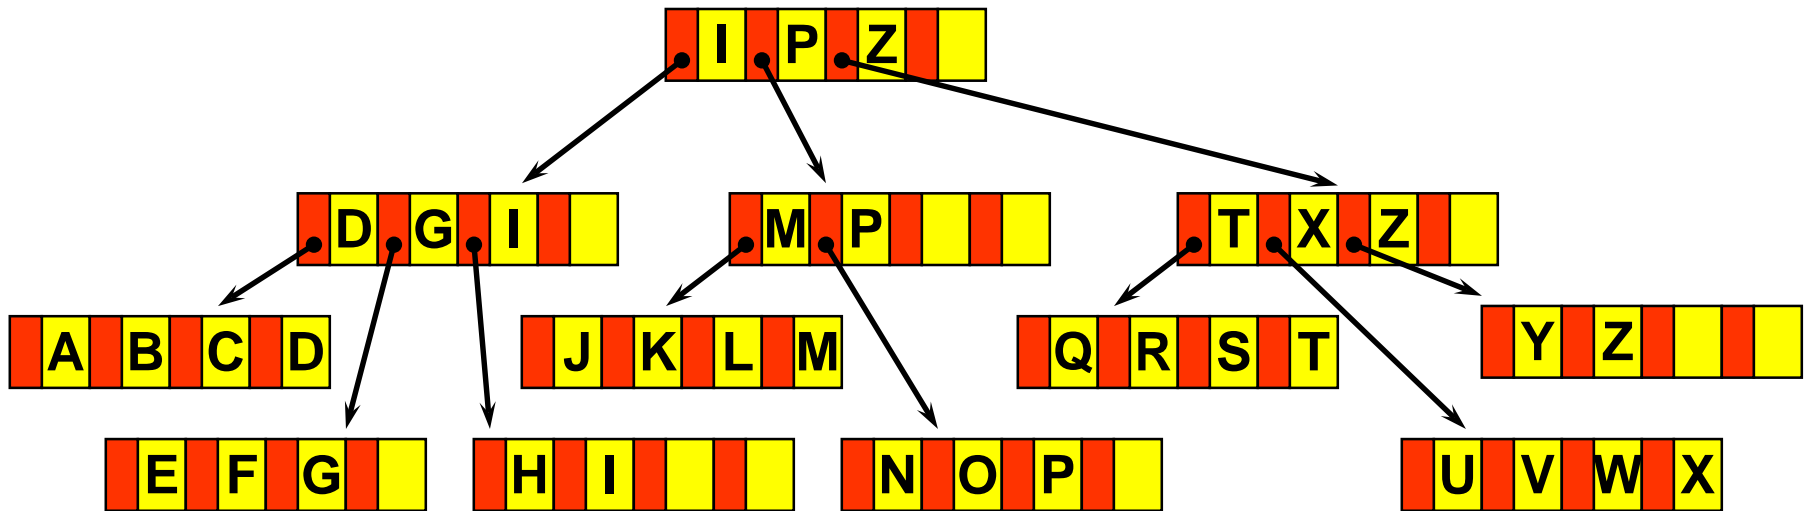 I P Z
D G I
M P
T X Z
A B C D
J K L M
Q R S T
Y Z
E F G
H I
N O P
U V W X